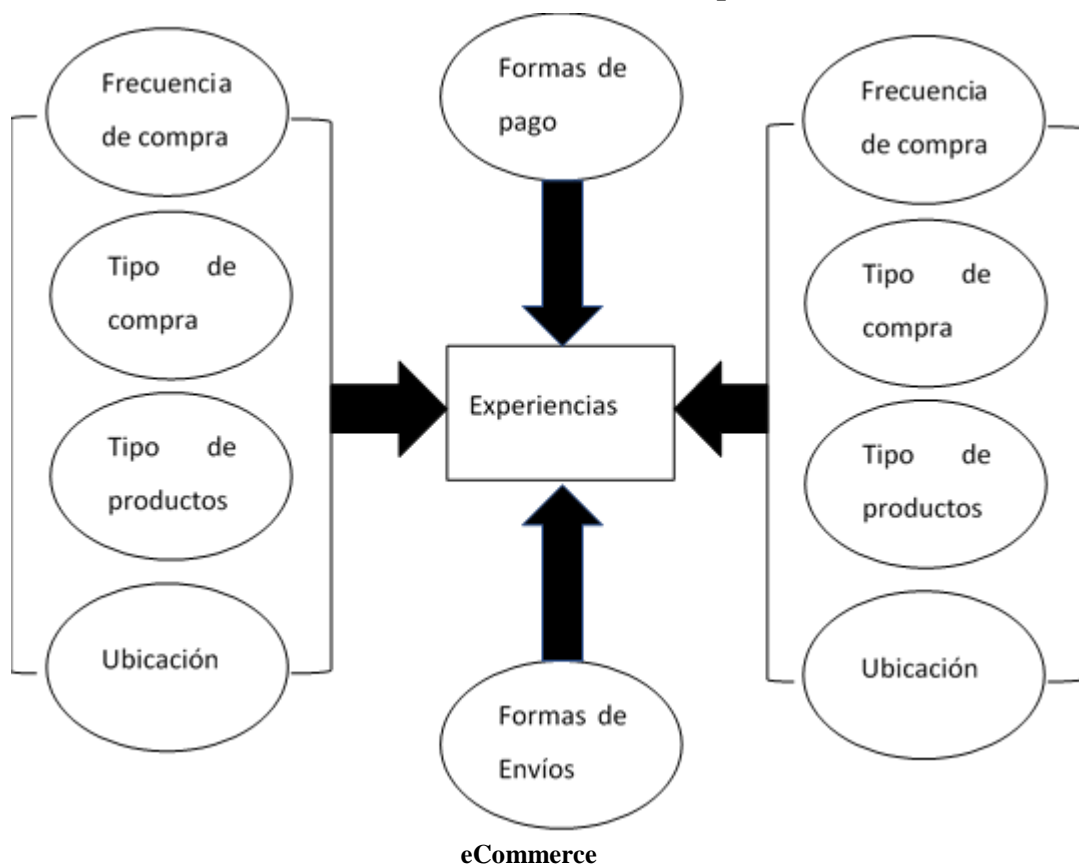 Frecuencia
de compra
Tipo de
compra
Tipo de
productos
Ubicación
Formas de
pago
Experiencias
Formas de
Envíos
Frecuencia
de compra
Tipo de
compra
Tipo de
productos
Ubicación
eCommerce